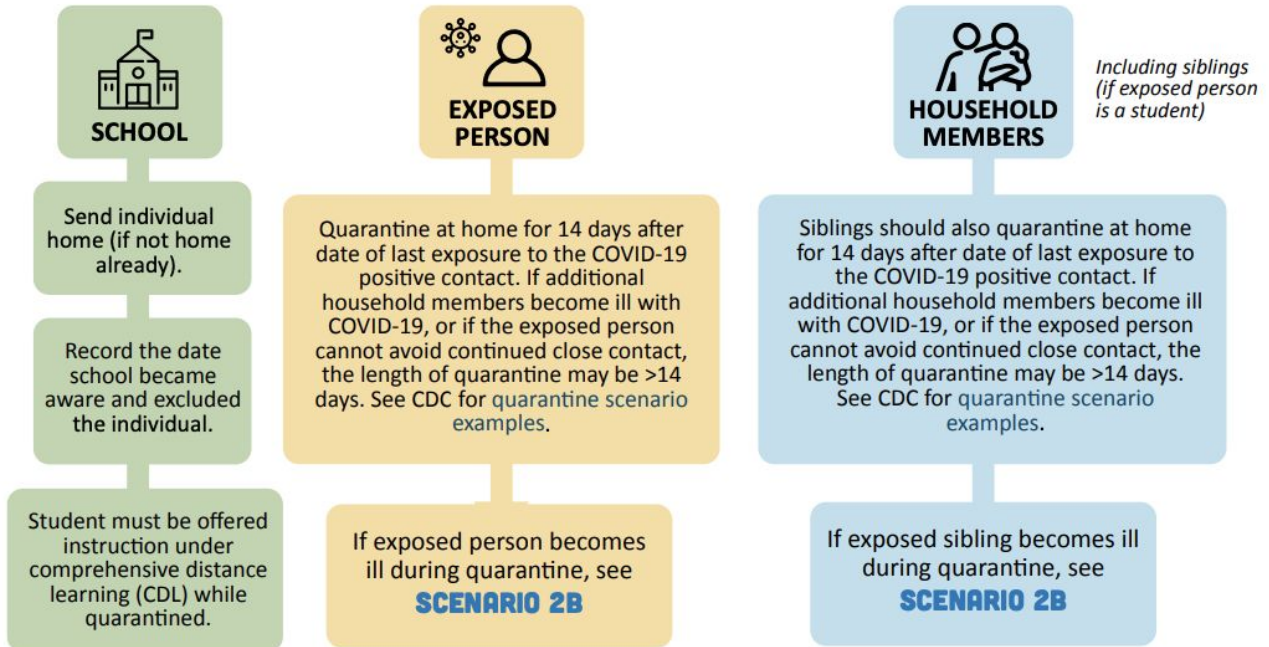 SCHOOL
Send individual
home (if not home
already).
Record the date
school became
aware and excluded
the individual.
Student must be offered
instruction under
comprehensive distance
learning (CDL) while
quarantined.
EXPOSED
PERSON
Quarantine at home for 14 days after
date of last exposure to the COVID-19
positive contact. If additional
household members become ill with
COVID-19, or if the exposed person
cannot avoid continued close contact,
the length of quarantine may be >14
days. See CDC for quarantine scenario
examples.
If exposed person becomes
ill during quarantine, see
SCENARIO 2B
HOUSEHOLD
MEMBERS
Including siblings
(if exposed person
is a student)
Siblings should also quarantine at home
for 14 days after date of last exposure to
the COVID-19 positive contact. If
additional household members become ill
with COVID-19, or if the exposed person
cannot avoid continued close contact, the
length of quarantine may be >14 days.
See CDC for quarantine scenario
examples.
If exposed sibling becomes ill
during quarantine, see
SCENARIO 2B